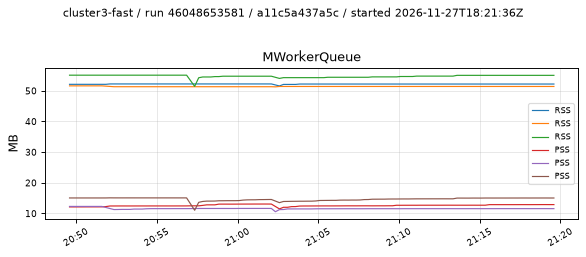 cluster3-fast / run 46048653581 / a11c5a437a5c / started 2026-11-27T18:21:36Z
MWorkerQueue
MB
50
40
30
20
10
RSS
RSS
RSS
PSS
PSS
PSS
20:50
20:55
21:00
21:05
21:10
21:15
21:20